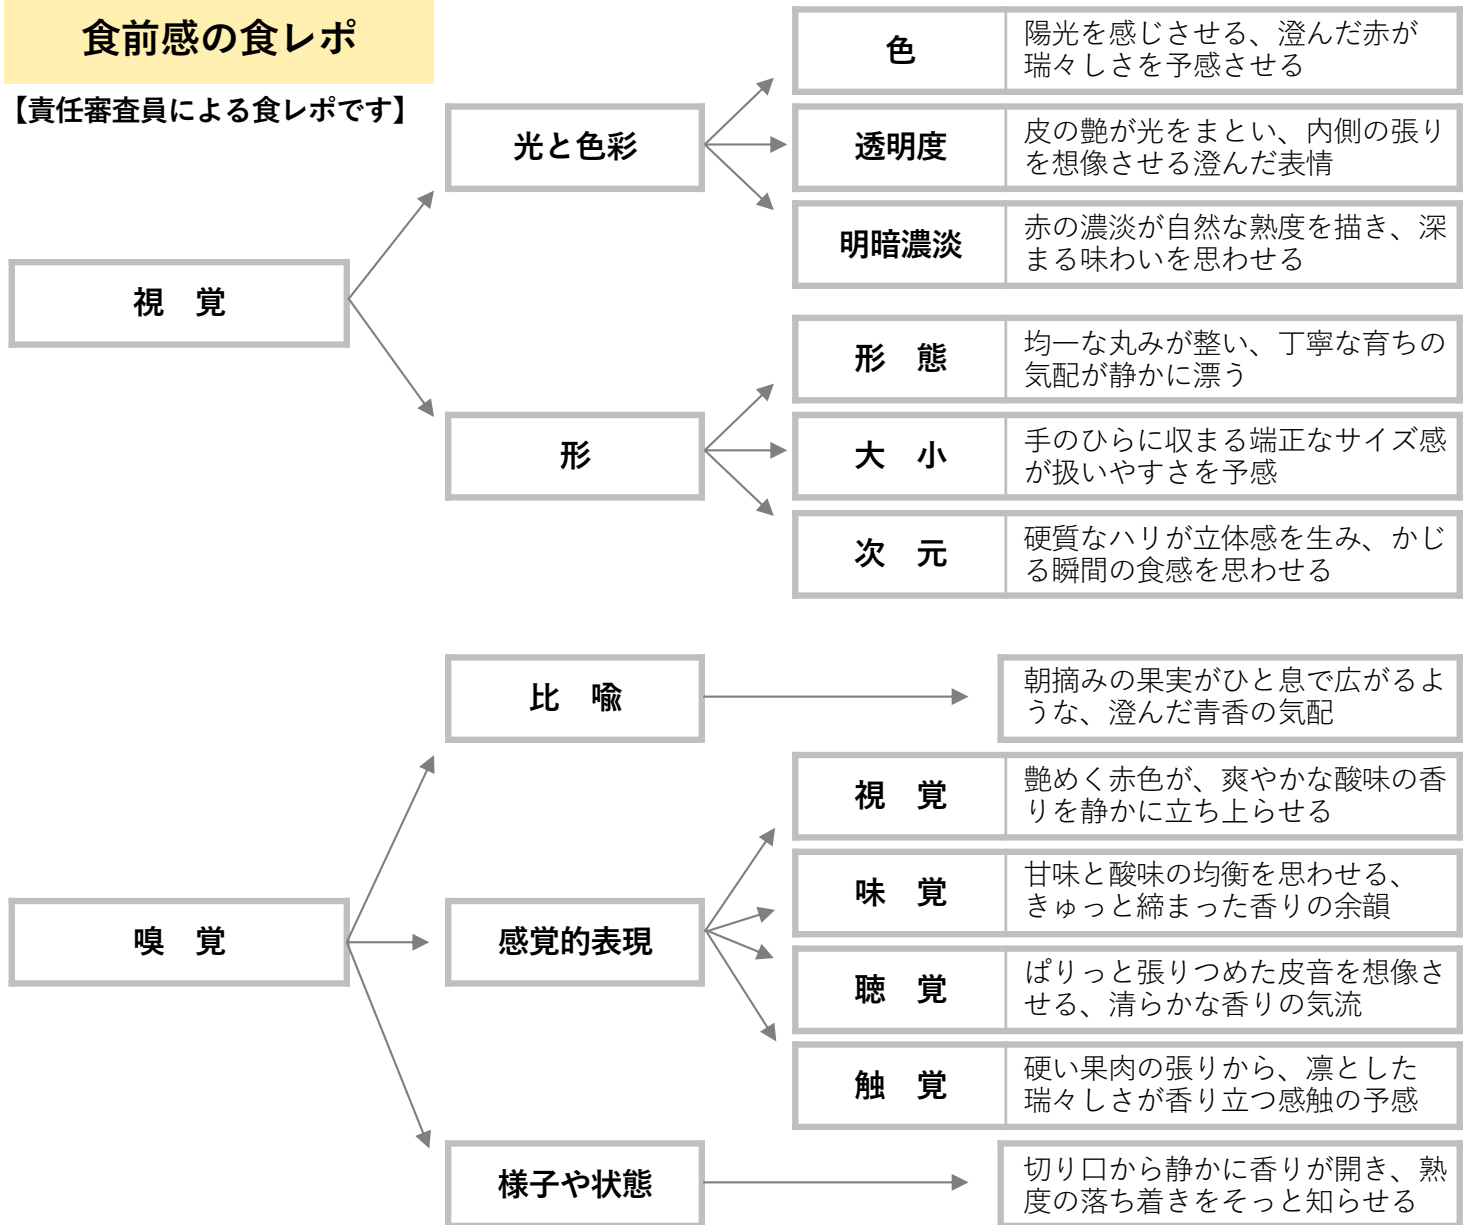 食前感の食レポ
【責任審査員による食レポです】
視　覚
光と色彩
色
陽光を感じさせる、澄んだ赤が
瑞々しさを予感させる
透明度
皮の艶が光をまとい、内側の張り
を想像させる澄んだ表情
明暗濃淡
赤の濃淡が自然な熟度を描き、深
まる味わいを思わせる
形
形　態
均一な丸みが整い、丁寧な育ちの
気配が静かに漂う
大　小
手のひらに収まる端正なサイズ感
が扱いやすさを予感
次　元
硬質なハリが立体感を生み、かじ
る瞬間の食感を思わせる
嗅　覚
比　喩
朝摘みの果実がひと息で広がるよ
うな、澄んだ青香の気配
感覚的表現
視　覚
艶めく赤色が、爽やかな酸味の香
りを静かに立ち上らせる
味　覚
甘味と酸味の均衡を思わせる、
きゅっと締まった香りの余韻
聴　覚
ぱりっと張りつめた皮音を想像さ
せる、清らかな香りの気流
触　覚
硬い果肉の張りから、凛とした
瑞々しさが香り立つ感触の予感
様子や状態
切り口から静かに香りが開き、熟
度の落ち着きをそっと知らせる